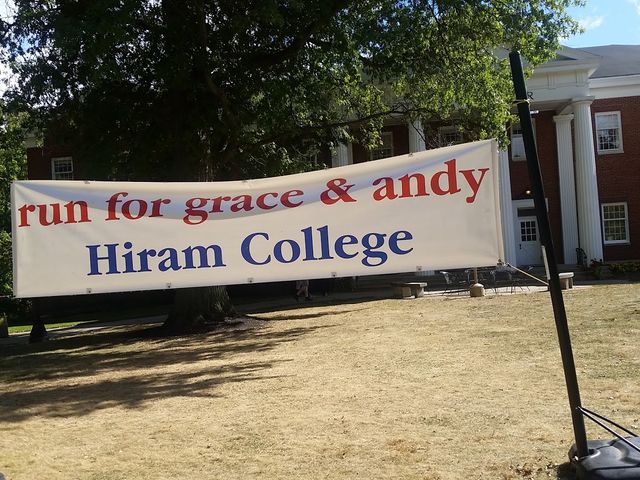 run for grace & andy
Hiram College